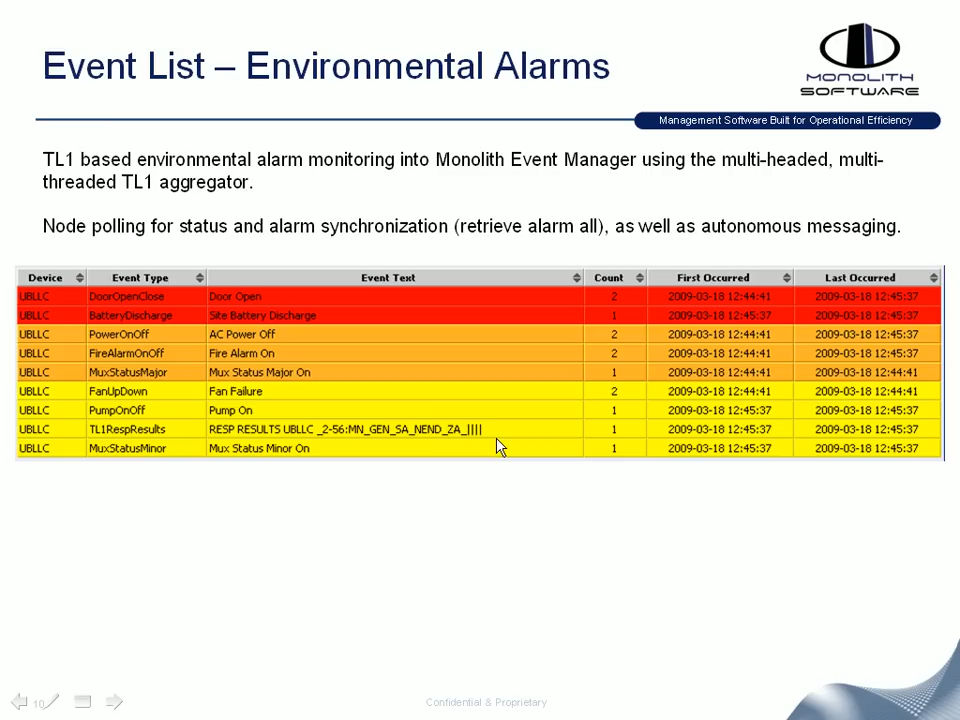 Event List – Environmental Alarms
MONOLITH
SOFTWARE
Management Software Built for Operational Efficiency
TL1 based environmental alarm monitoring into Monolith Event Manager using the multi-headed, multi-
threaded TL1 aggregator.
Node polling for status and alarm synchronization (retrieve alarm all), as well as autonomous messaging.
Device Event Type Event Text Count First Occurred Last Occurred
UBLLC DoorOpenClose Door Open 2 2009-03-18 12:44:41 2009-03-18 12:45:37
UBLLC BatteryDischarge Site Battery Discharge 1 2009-03-18 12:45:37 2009-03-18 12:45:37
UBLLC PowerOnOff AC Power Off 2 2009-03-18 12:44:41 2009-03-18 12:45:37
UBLLC FireAlarmOnOff Fire Alarm On 2 2009-03-18 12:44:41 2009-03-18 12:45:37
UBLLC MuxStatusMajor Mux Status Major On 1 2009-03-18 12:44:41 2009-03-18 12:44:41
UBLLC FanUpDown Fan Failure 2 2009-03-18 12:44:41 2009-03-18 12:45:37
UBLLC PumpOnOff Pump On 1 2009-03-18 12:45:37 2009-03-18 12:45:37
UBLLC TL1RespResults RESP RESULTS UBLLC _2-56:MN_GEN_SA_NEND_ZA_|||| 1 2009-03-18 12:45:37 2009-03-18 12:45:37
UBLLC MuxStatusMinor Mux Status Minor On 1 2009-03-18 12:45:37 2009-03-18 12:45:37
10
Confidential & Proprietary